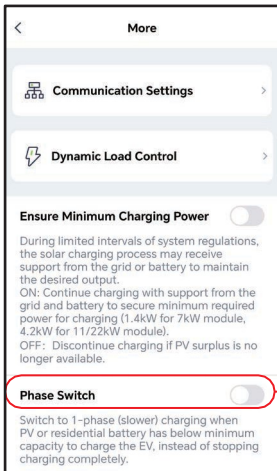 More
Communication Settings
Dynamic Load Control
Ensure Minimum Charging Power
During limited intervals of system regulations,
the solar charging process may receive
support from the grid or battery to maintain
the desired output.
ON: Continue charging with support from the
grid and battery to secure minimum required
power for charging (1.4kW for 7kW module,
4.2kW for 11/22kW module).
OFF: Discontinue charging if PV surplus is no
longer available.
Phase Switch
Switch to 1-phase (slower) charging when
PV or residential battery has below minimum
capacity to charge the EV, instead of stopping
charging completely.